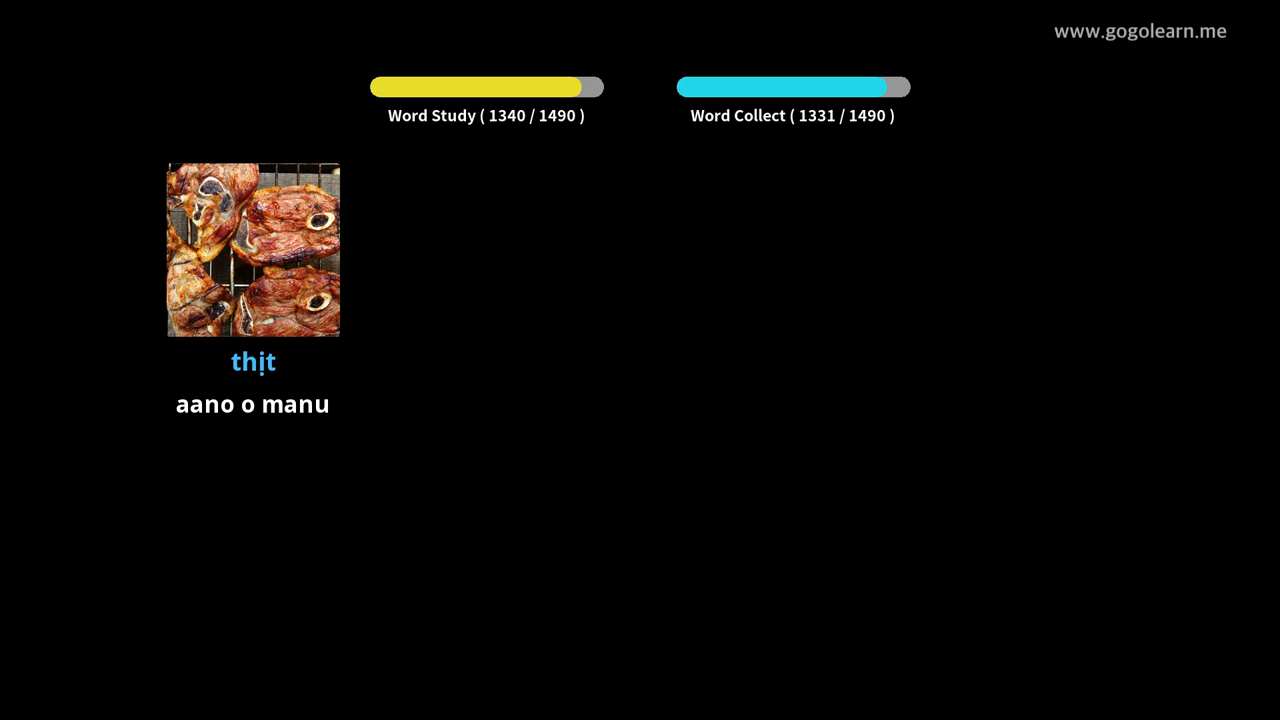 www.gogolearn.me
Word Study ( 1340 / 1490 )
Word Collect ( 1331 / 1490 )
thịt
aano o manu